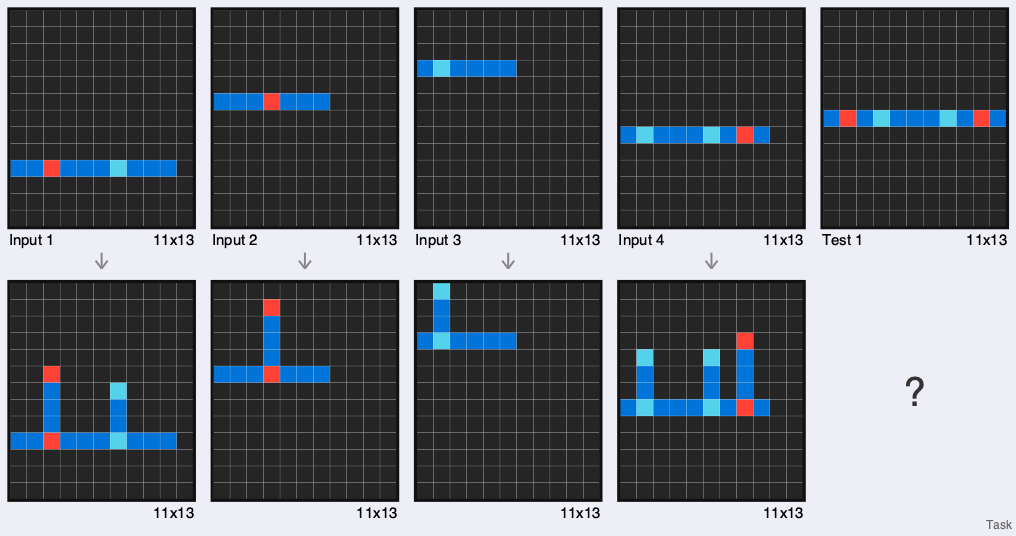 Input 1 11x13
Input 2 11x13
Input 3 11x13
Input 4 11x13
Test 1 11x13
?
11x13
11x13
11x13
11x13
Task